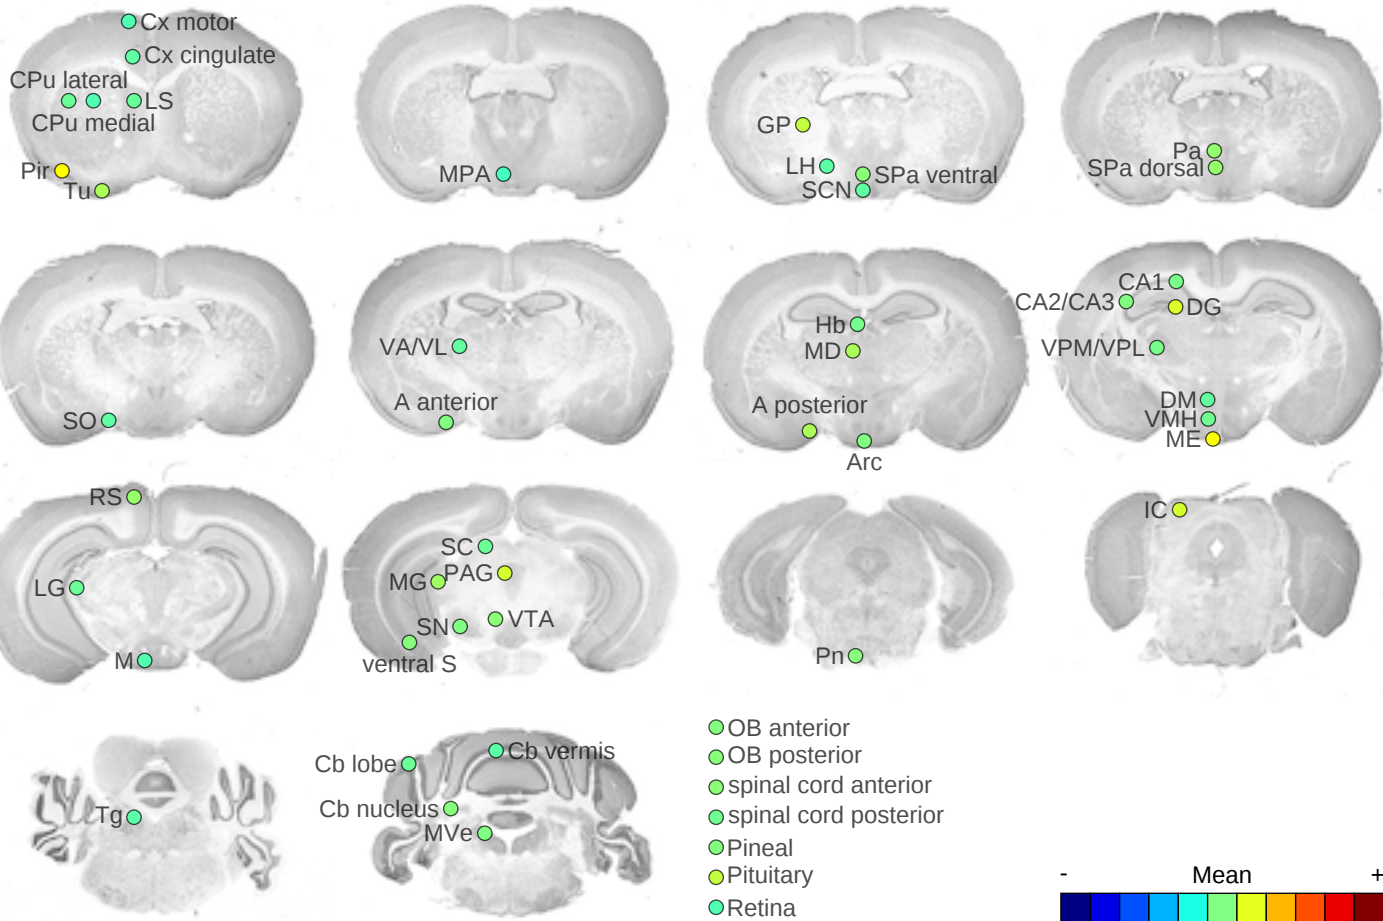 Cx motor
Cx cingulate
CPu lateral
LS
CPu medial
Pir
Tu
MPA
GP
LH
SPa ventral
SCN
Pa
SPa dorsal
SO
VA/VL
A anterior
Hb
MD
A posterior
Arc
CA1
CA2/CA3
DG
VPM/VPL
DM
VMH
ME
RS
LG
M
SC
MG
PAG
SN
VTA
ventral S
Pn
IC
Tg
Cb lobe
Cb vermis
Cb nucleus
MVe
OB anterior
OB posterior
spinal cord anterior
spinal cord posterior
Pineal
Pituitary
Retina
- Mean +